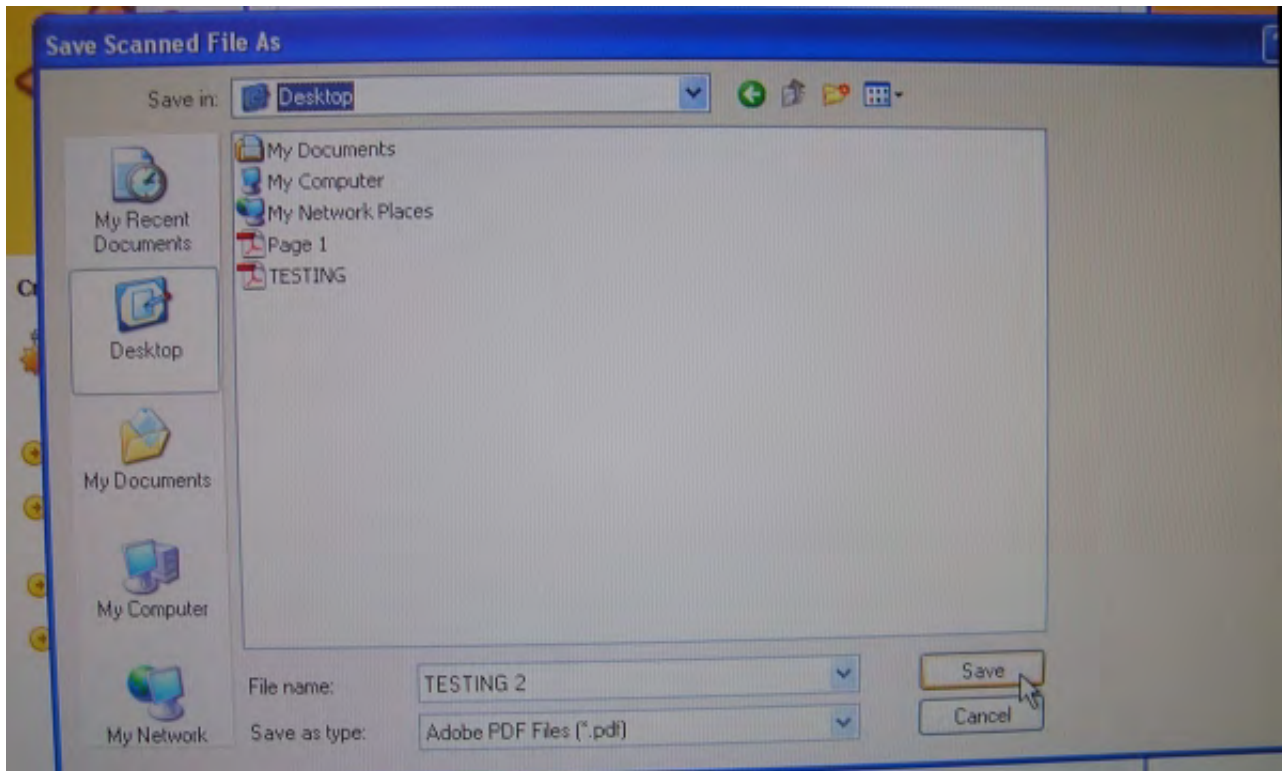 Save Scanned File As
Save in: Desktop
My Documents
My Computer
My Network Places
Page 1
TESTING
My Recent
Documents
Desktop
My Documents
My Computer
My Network
File name: TESTING 2
Save
Save as type: Adobe PDF Files (*.pdf)
Cancel